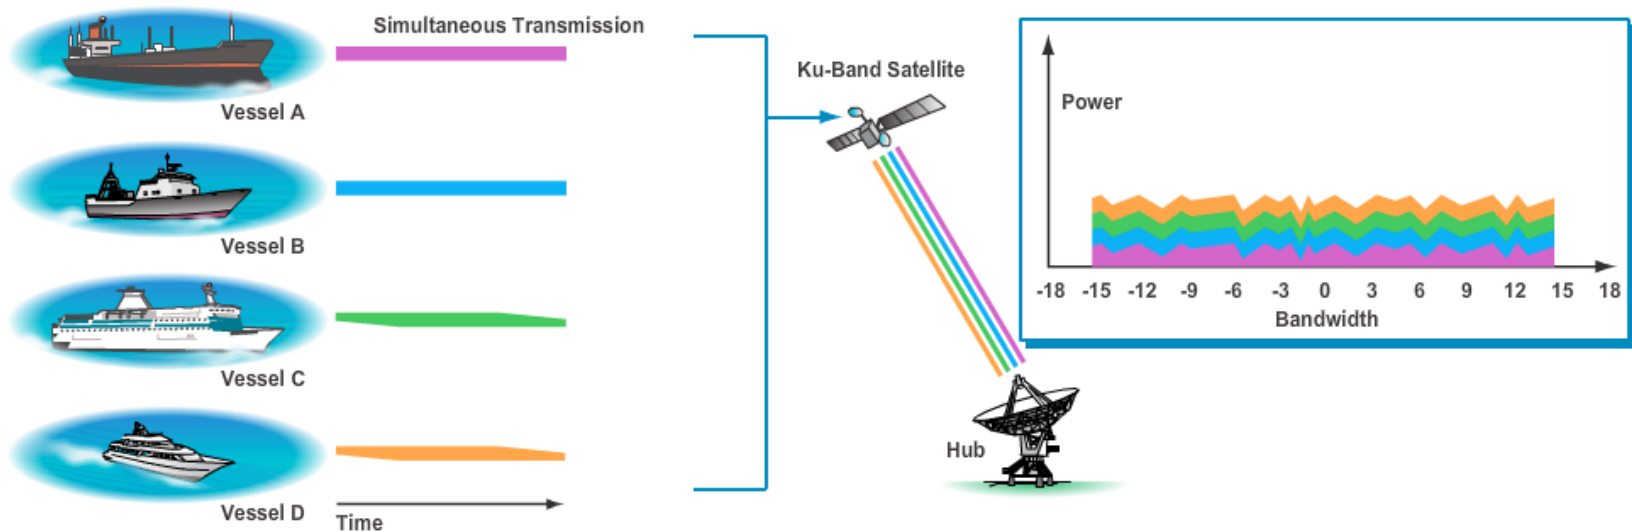 Simultaneous Transmission
Vessel A
Vessel B
Vessel C
Vessel D
Time
Ku-Band Satellite
Hub
Power
-18 -15 -12 -9 -6 -3 0 3 6 9 12 15 18
Bandwidth